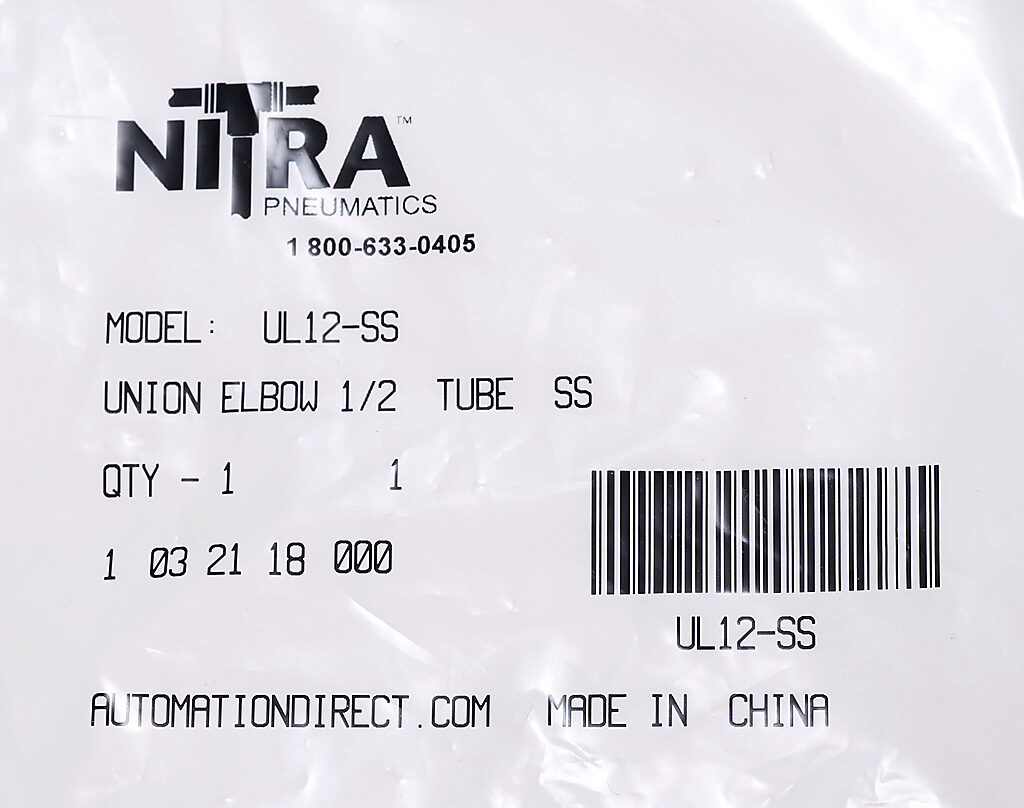 NITRA™
PNEUMATICS
1 800-633-0405
MODEL: UL12-SS
UNION ELBOW 1/2 TUBE SS
QTY - 1 1
1 03 21 18 000
UL12-SS
AUTOMATIONDIRECT.COM MADE IN CHINA